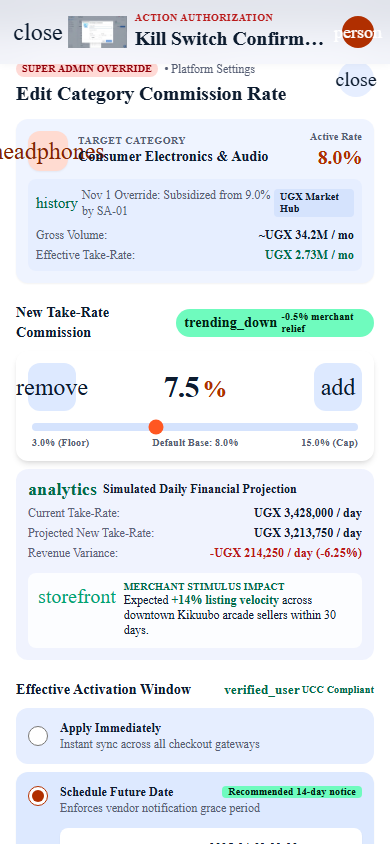 close
ACTION AUTHORIZATION
Kill Switch Confirm...
person
SUPER ADMIN OVERRIDE • Platform Settings
close
Edit Category Commission Rate
headphones
TARGET CATEGORY
Consumer Electronics & Audio
Active Rate
8.0%
history
Nov 1 Override: Subsidized from 9.0%
by SA-01
UGX Market
Hub
Gross Volume: ~UGX 34.2M / mo
Effective Take-Rate: UGX 2.73M / mo
New Take-Rate
Commission
trending_down
-0.5% merchant
relief
remove
7.5 %
add
3.0% (Floor) Default Base: 8.0% 15.0% (Cap)
analytics Simulated Daily Financial Projection
Current Take-Rate: UGX 3,428,000 / day
Projected New Take-Rate: UGX 3,213,750 / day
Revenue Variance: -UGX 214,250 / day (-6.25%)
storefront
MERCHANT STIMULUS IMPACT
Expected +14% listing velocity across
downtown Kikuubo arcade sellers within 30
days.
Effective Activation Window verified_user UCC Compliant
Apply Immediately
Instant sync across all checkout gateways
Schedule Future Date Recommended 14-day notice
Enforces vendor notification grace period